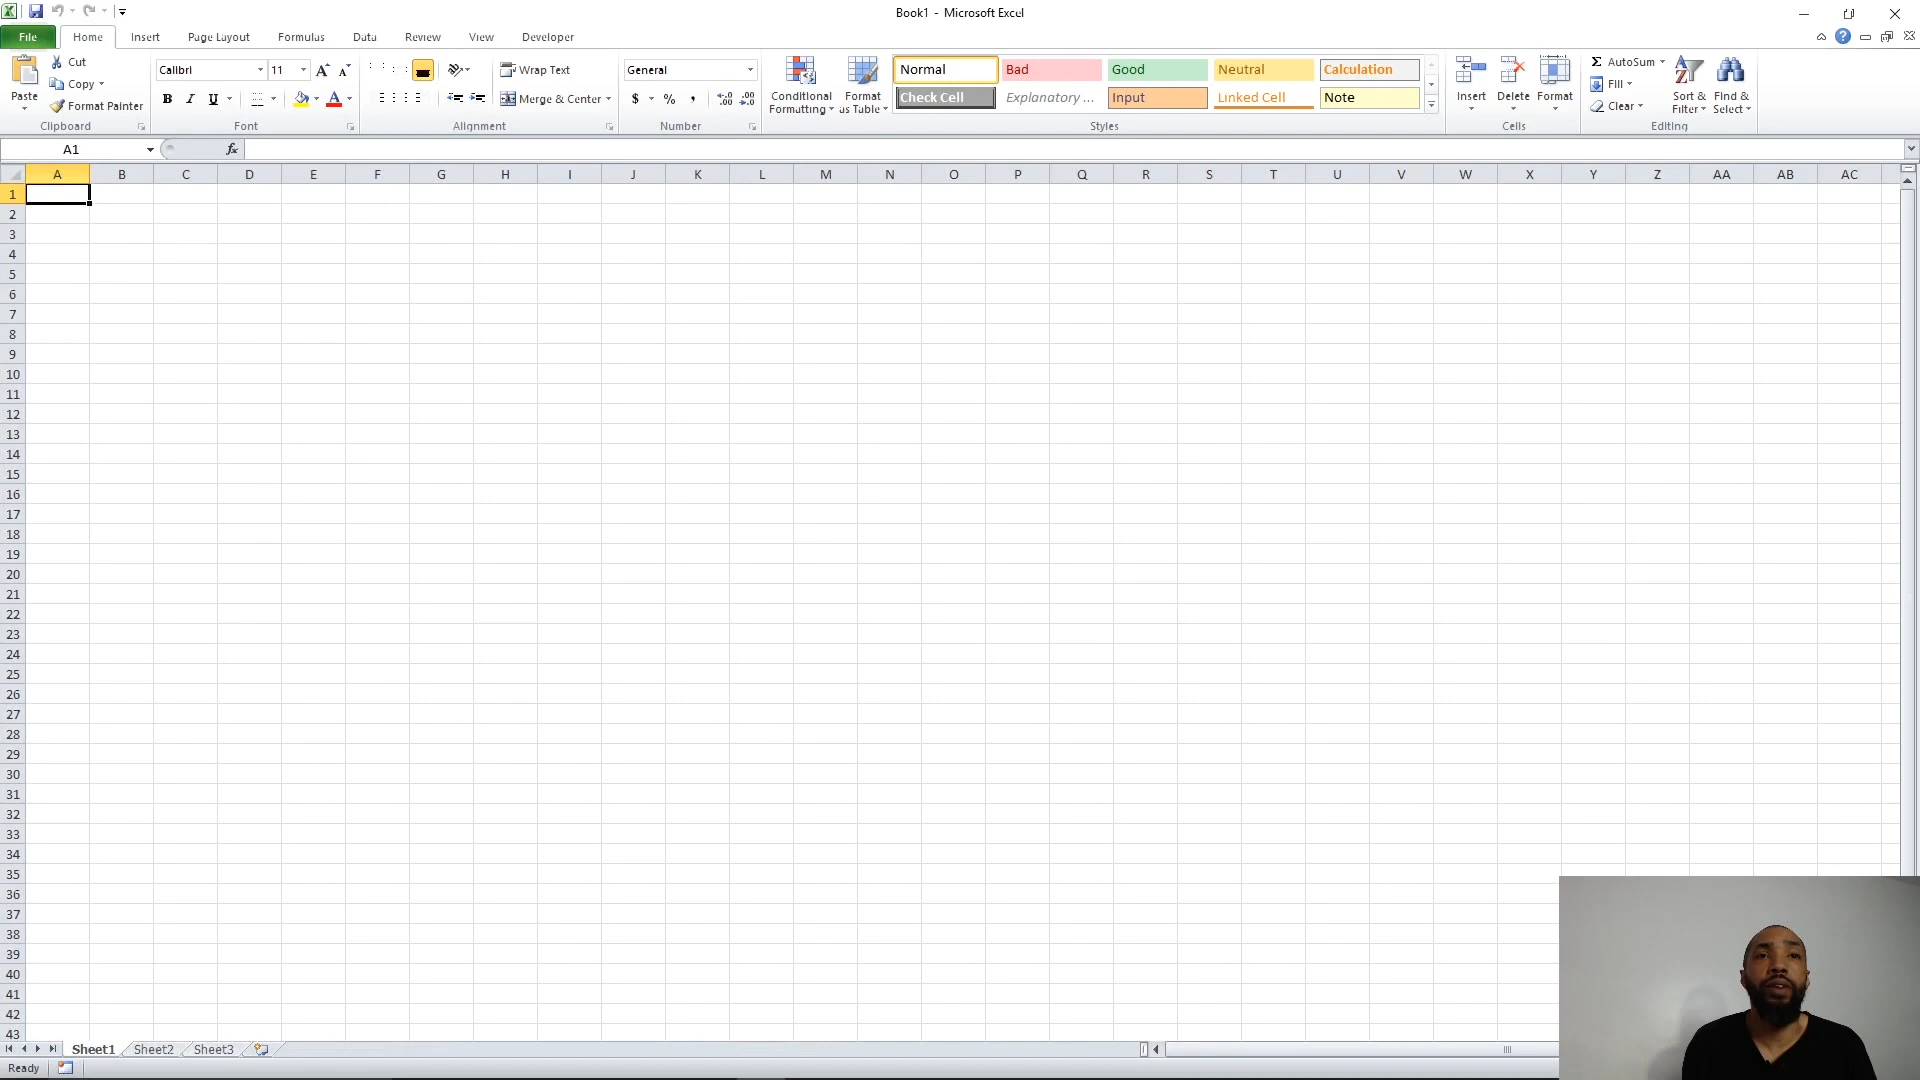 Book1 - Microsoft Excel
File Home Insert Page Layout Formulas Data Review View Developer
Paste
Cut
Copy
Format Painter
Clipboard
Calibri 11
B I U
Font
Wrap Text
Merge & Center
Alignment
General
$ % ,
Number
Conditional Formatting
Format as Table
Normal Bad Good Neutral Calculation
Check Cell Explanatory ... Input Linked Cell Note
Styles
Insert Delete Format
Cells
Σ AutoSum
Fill
Clear
Sort & Filter
Find & Select
Editing
A1 fx
A B C D E F G H I J K L M N O P Q R S T U V W X Y Z AA AB AC
1
2
3
4
5
6
7
8
9
10
11
12
13
14
15
16
17
18
19
20
21
22
23
24
25
26
27
28
29
30
31
32
33
34
35
36
37
38
39
40
41
42
43
Sheet1 Sheet2 Sheet3
Ready